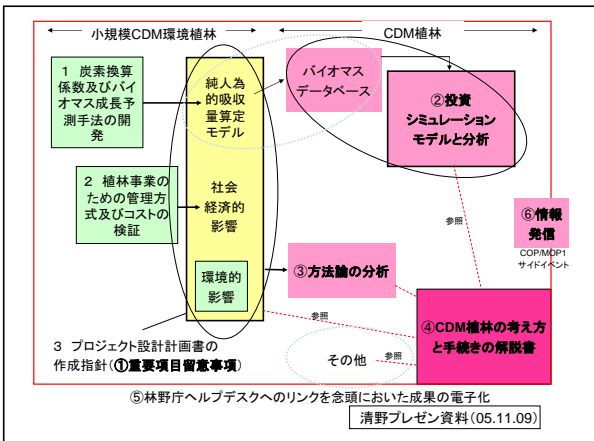 小規模CDM環境植林
CDM植林
1 炭素換算
係数及びバイ
オマス成長予
測手法の開
発
純人為
的吸収
量算定
モデル
バイオマス
データベース
②投資
シミュレーション
モデルと分析
2 植林事業の
ための管理方
式及びコストの
検証
社会
経済的
影響
参照
⑥情報
発信
COP/MOP1
サイドイベント
環境的
影響
③方法論の分析
参照
④CDM植林の考え方
と手続きの解説書
3 プロジェクト設計計画書の
作成指針(①重要項目留意事項)
その他
参照
⑤林野庁ヘルプデスクへのリンクを念頭においた成果の電子化
清野プレゼン資料(05.11.09)